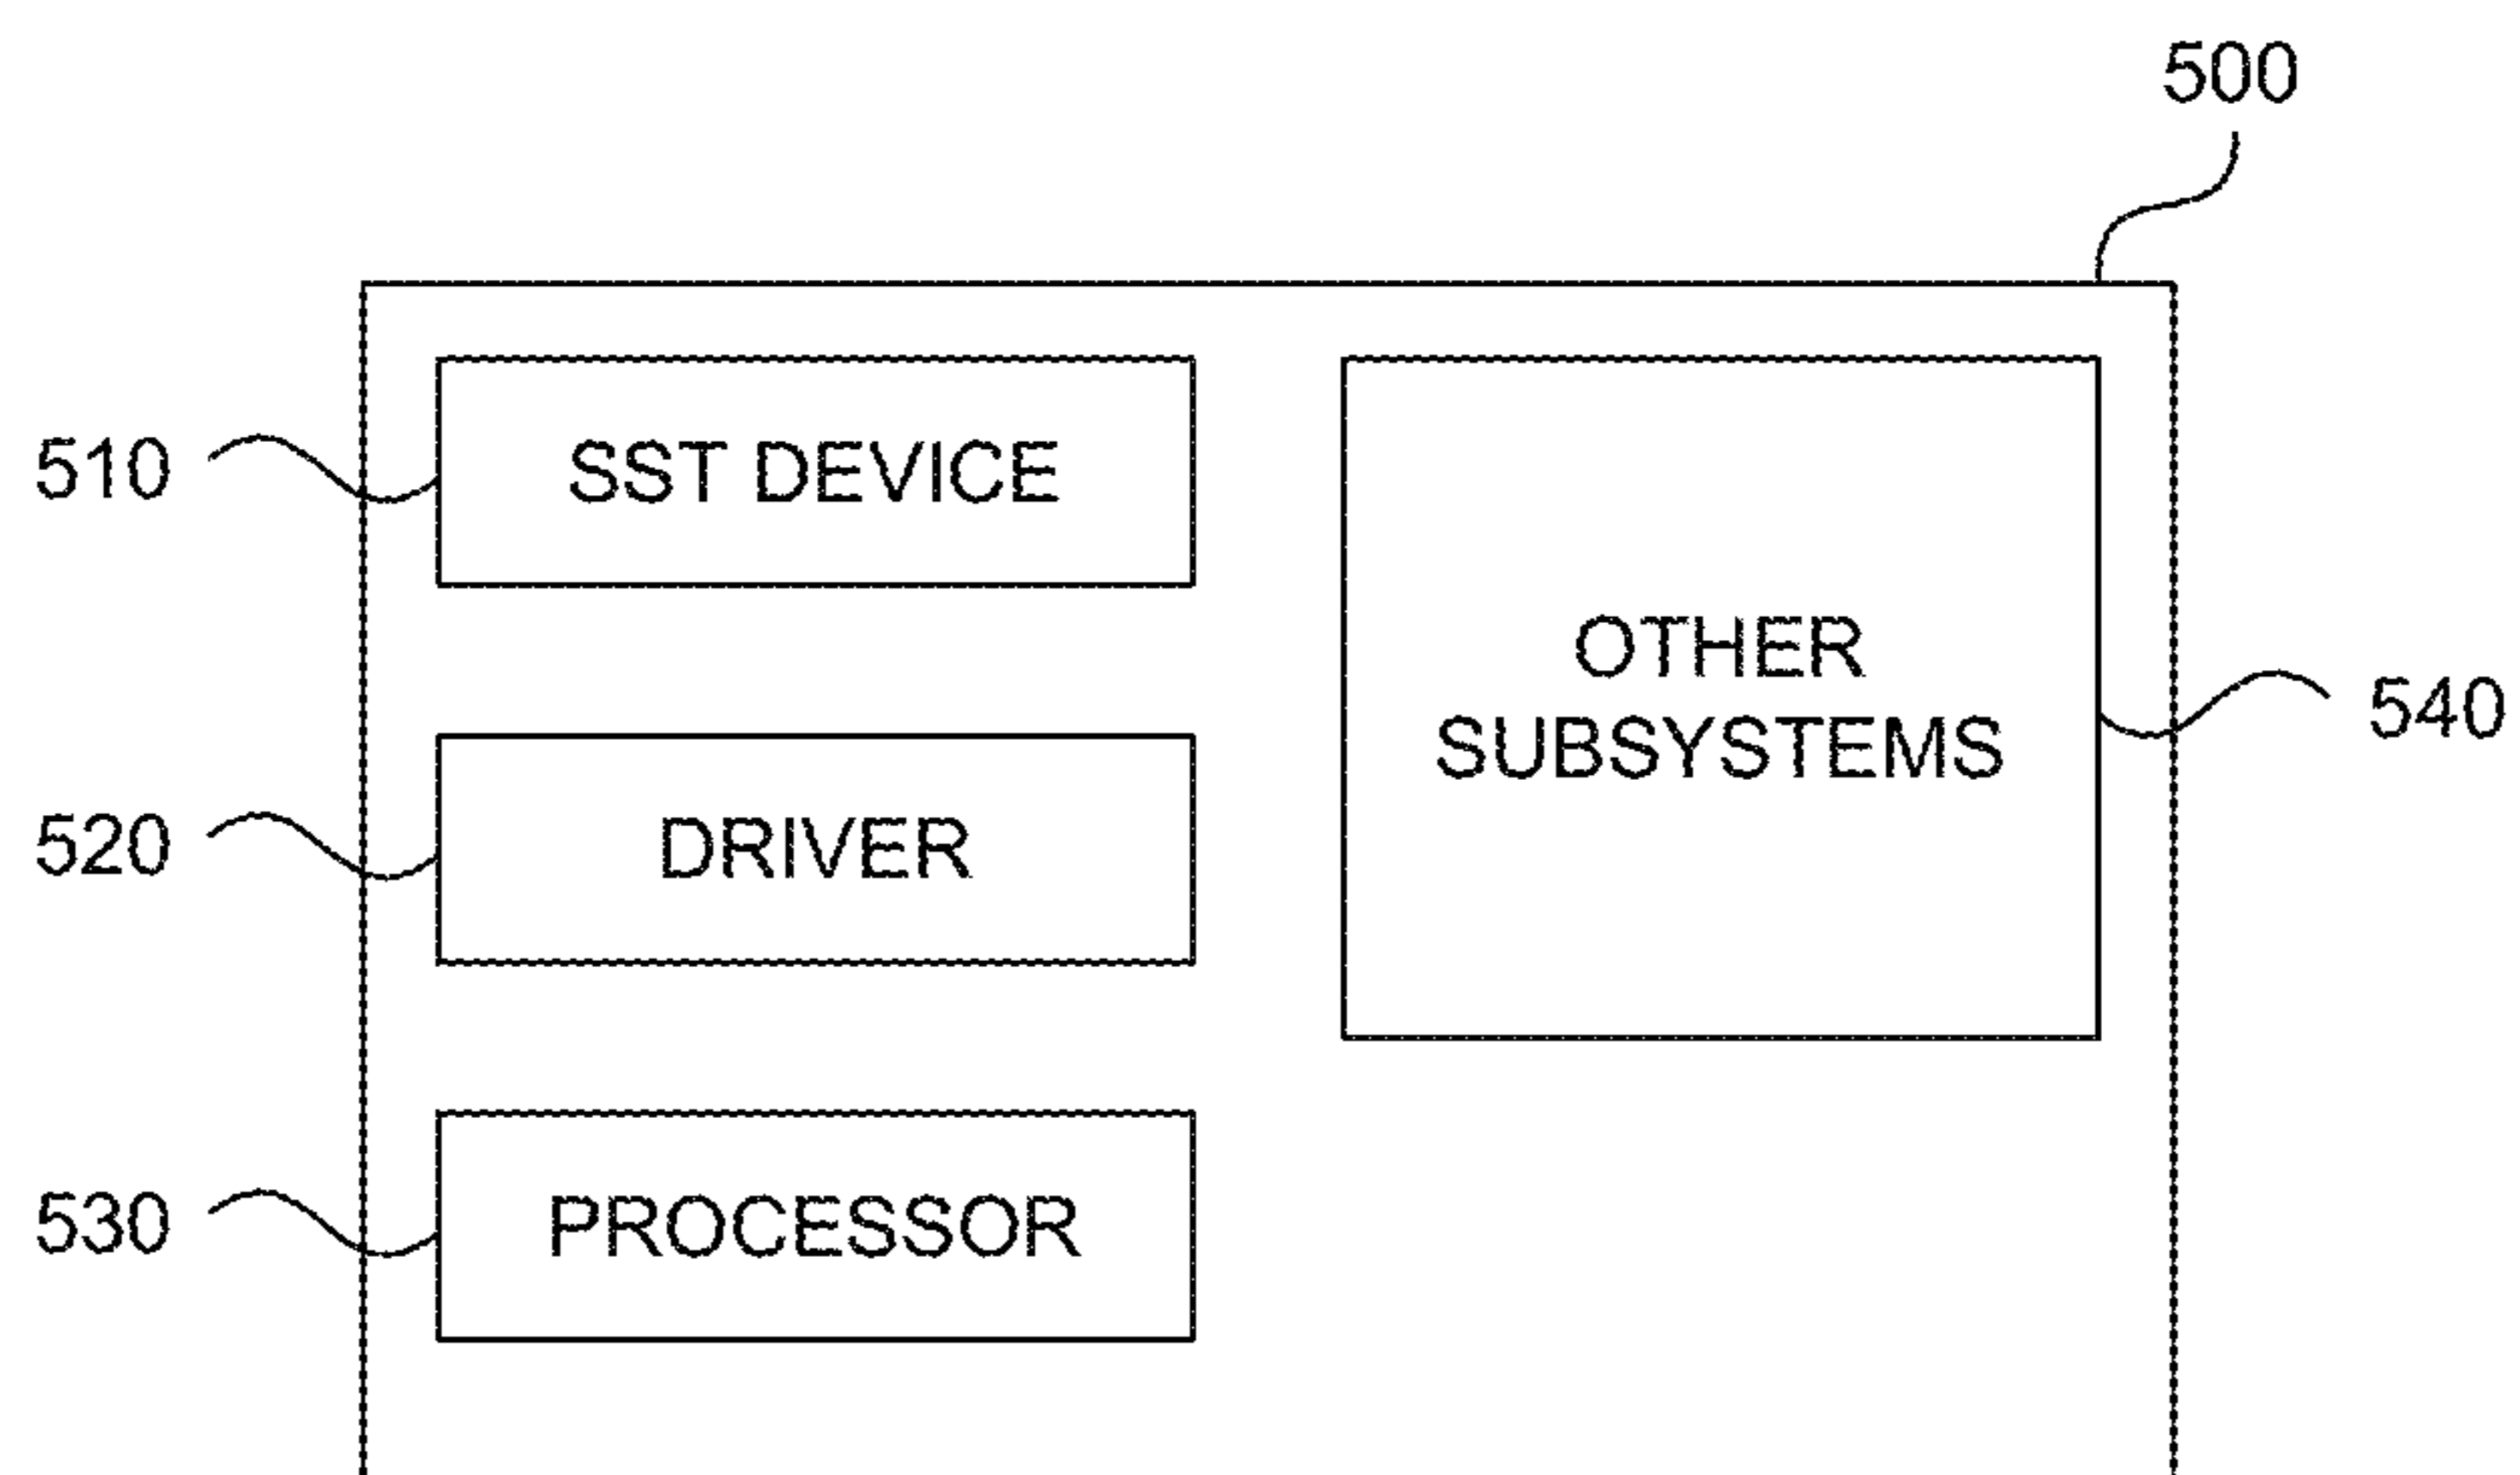 500
510
SST DEVICE
OTHER
SUBSYSTEMS
540
520
DRIVER
530
PROCESSOR